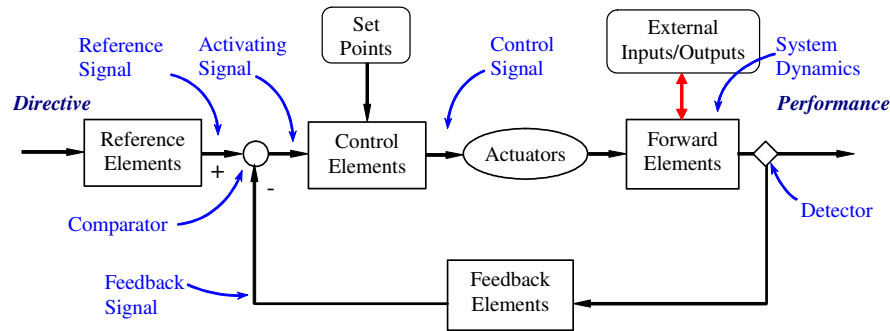 Set
Points
External
Inputs/Outputs
Reference
Signal
Activating
Signal
Control
Signal
System
Dynamics
Directive
Performance
Reference
Elements
+
-
Control
Elements
Actuators
Forward
Elements
Comparator
Detector
Feedback
Signal
Feedback
Elements